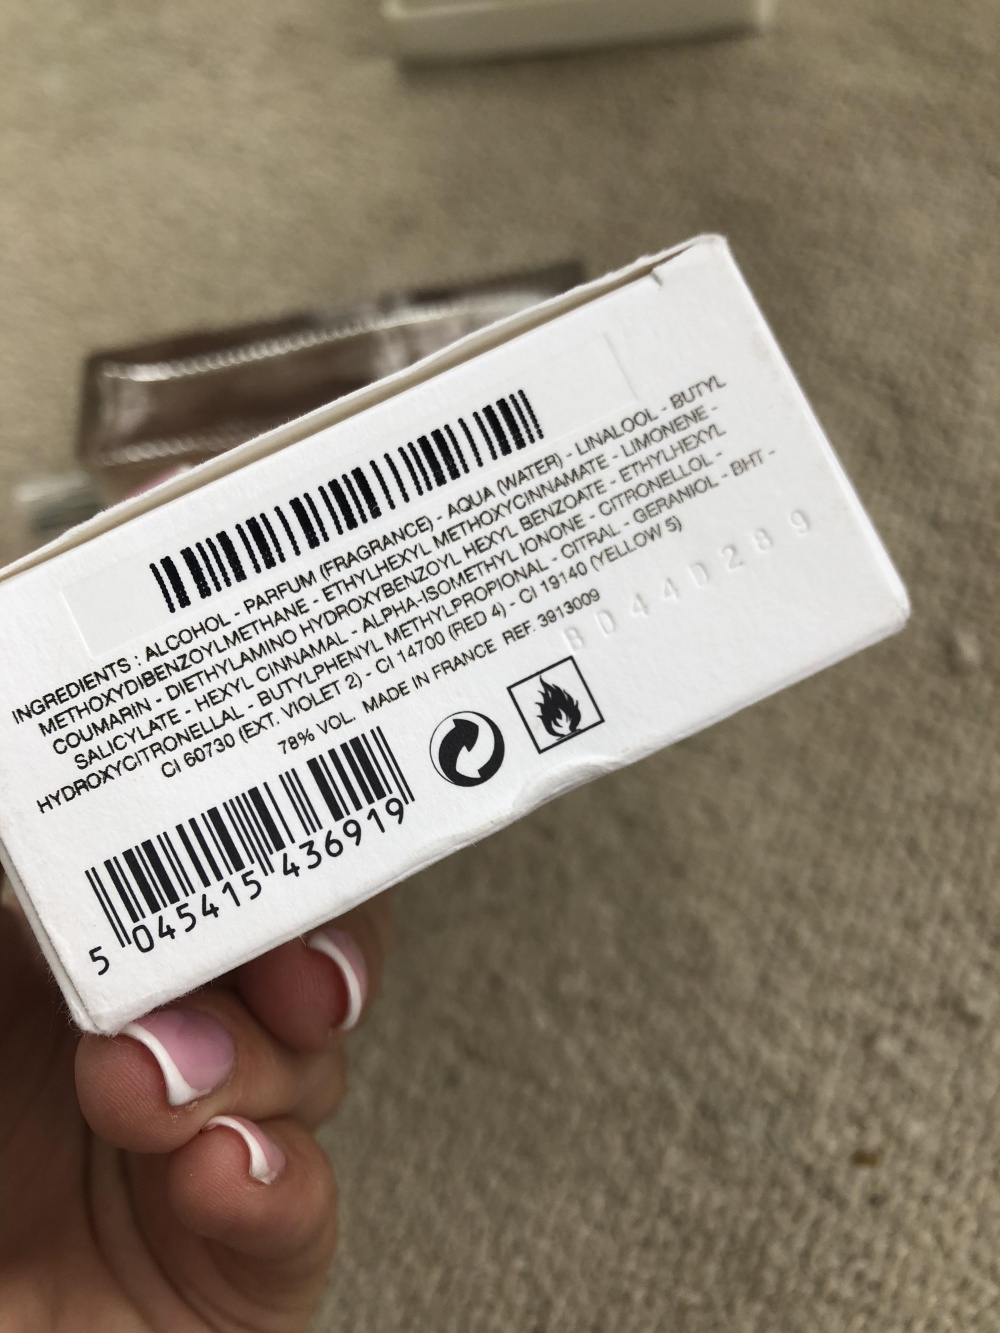 INGREDIENTS : ALCOHOL - PARFUM (FRAGRANCE) - AQUA (WATER) - LINALOOL - BUTYL
METHOXYDIBENZOYLMETHANE - ETHYLHEXYL METHOXYCINNAMATE - LIMONENE -
COUMARIN - DIETHYLAMINO HYDROXYBENZOYL HEXYL BENZOATE - ETHYLHEXYL
SALICYLATE - HEXYL CINNAMAL - ALPHA-ISOMETHYL IONONE - CITRONELLOL -
HYDROXYCITRONELLAL - BUTYLPHENYL METHYLPROPIONAL - CITRAL - GERANIOL - BHT -
CI 60730 (EXT. VIOLET 2) - CI 14700 (RED 4) - CI 19140 (YELLOW 5)
78% VOL. MADE IN FRANCE REF. 3913009
BD44D289
5 045415 436919